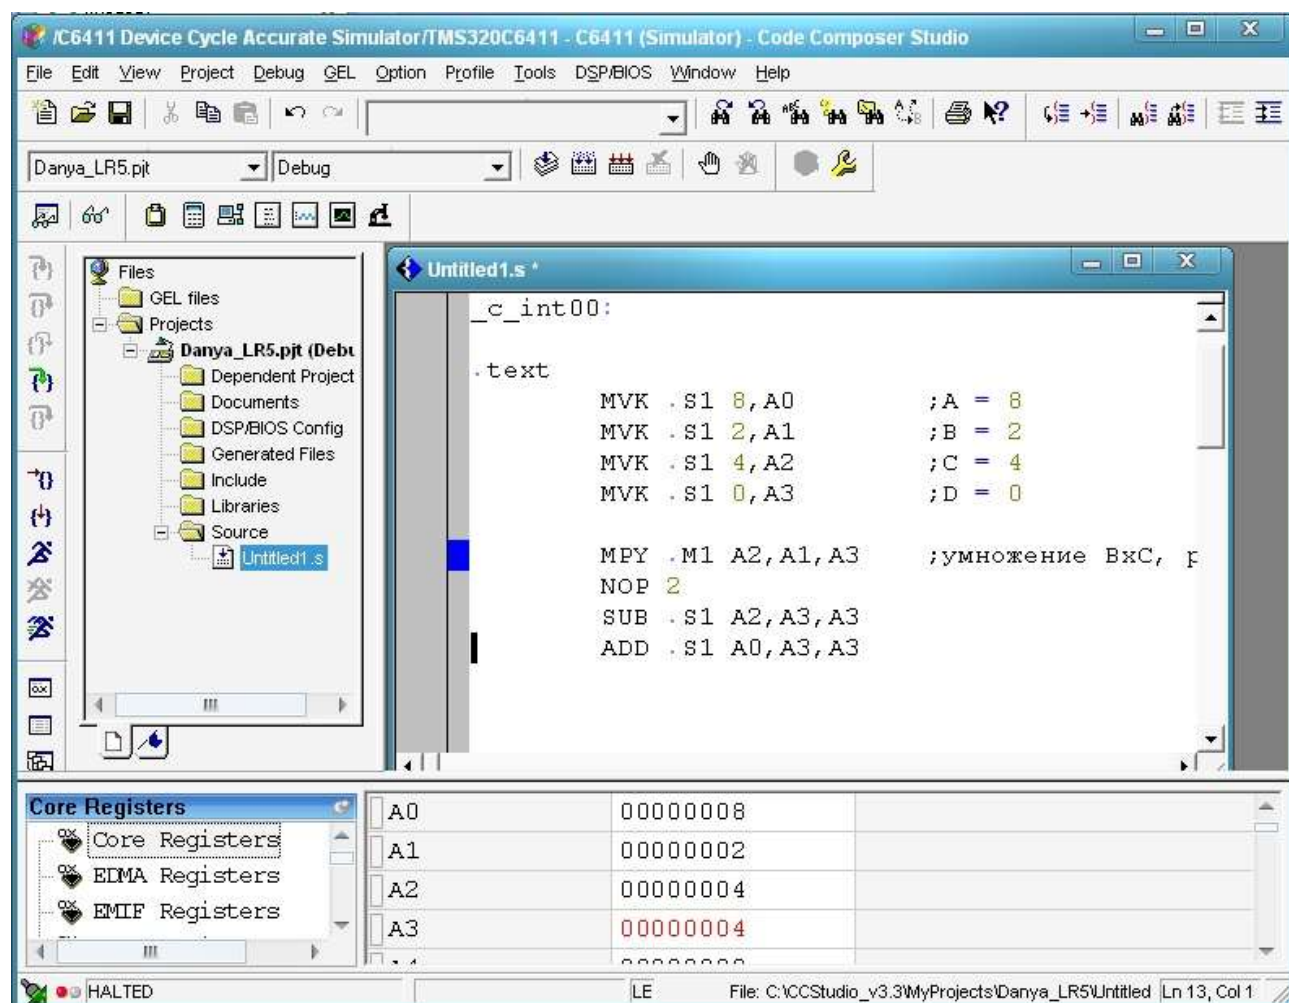 /C6411 Device Cycle Accurate Simulator/TMS320C6411 - C6411 (Simulator) - Code Composer Studio
File Edit View Project Debug GEL Option Profile Tools DSP/BIOS Window Help
Danya_LR5.pjt Debug
Files
GEL files
Projects
Danya_LR5.pjt (Debu
Dependent Project
Documents
DSP/BIOS Config
Generated Files
Include
Libraries
Source
Untitled1.s
Untitled1.s *
_c_int00:
.text
MVK .S1 8,A0 ;A = 8
MVK .S1 2,A1 ;B = 2
MVK .S1 4,A2 ;C = 4
MVK .S1 0,A3 ;D = 0
MPY .M1 A2,A1,A3 ;умножение ВхС, р
NOP 2
SUB .S1 A2,A3,A3
ADD .S1 A0,A3,A3
Core Registers
Core Registers
EDMA Registers
EMIF Registers
A0 00000008
A1 00000002
A2 00000004
A3 00000004
HALTED LE File: C:\CCStudio_v3.3\MyProjects\Danya_LR5\Untitled Ln 13, Col 1